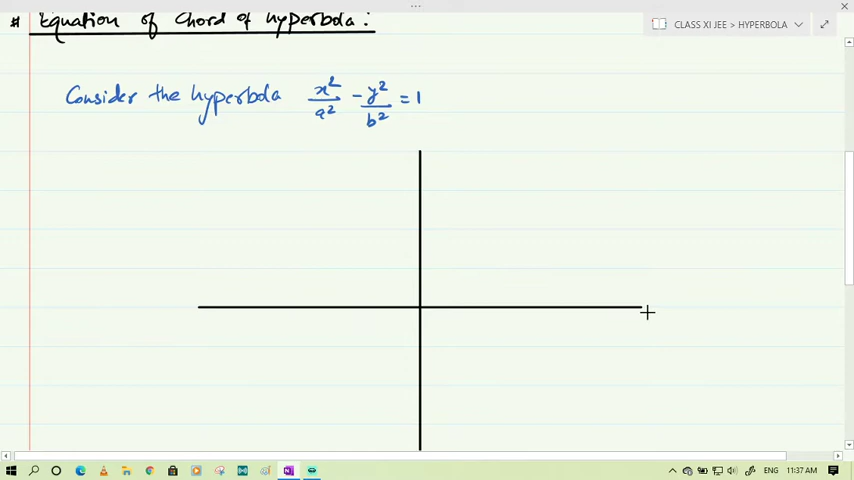 # Equation of Chord of hyperbola :
CLASS XI JEE > HYPERBOLA
Consider the hyperbola x²/a² - y²/b² = 1
ENG 11:37 AM